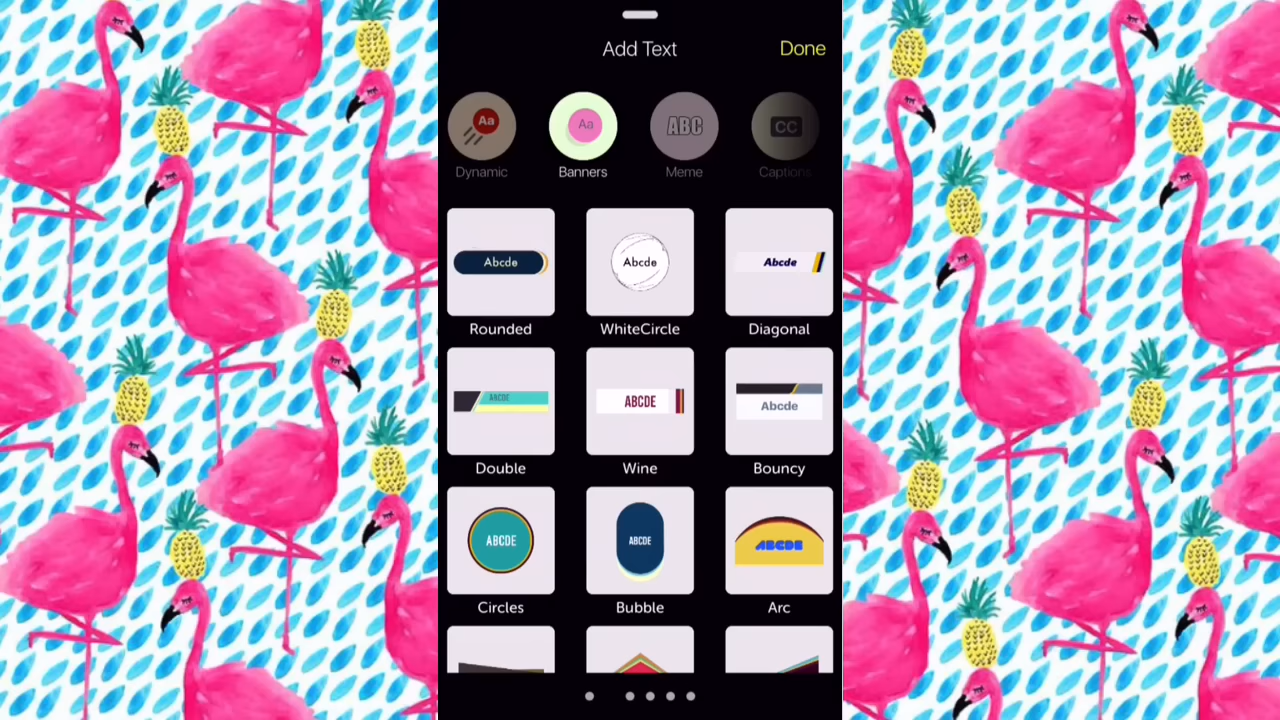 Add Text
Done
Aa
Aa
ABC
CC
Dynamic
Banners
Meme
Captions
Abcde
Abcde
Abcde
Rounded
WhiteCircle
Diagonal
ABCDE
ABCDE
Abcde
Double
Wine
Bouncy
ABCDE
ABCDE
ABCDE
Circles
Bubble
Arc